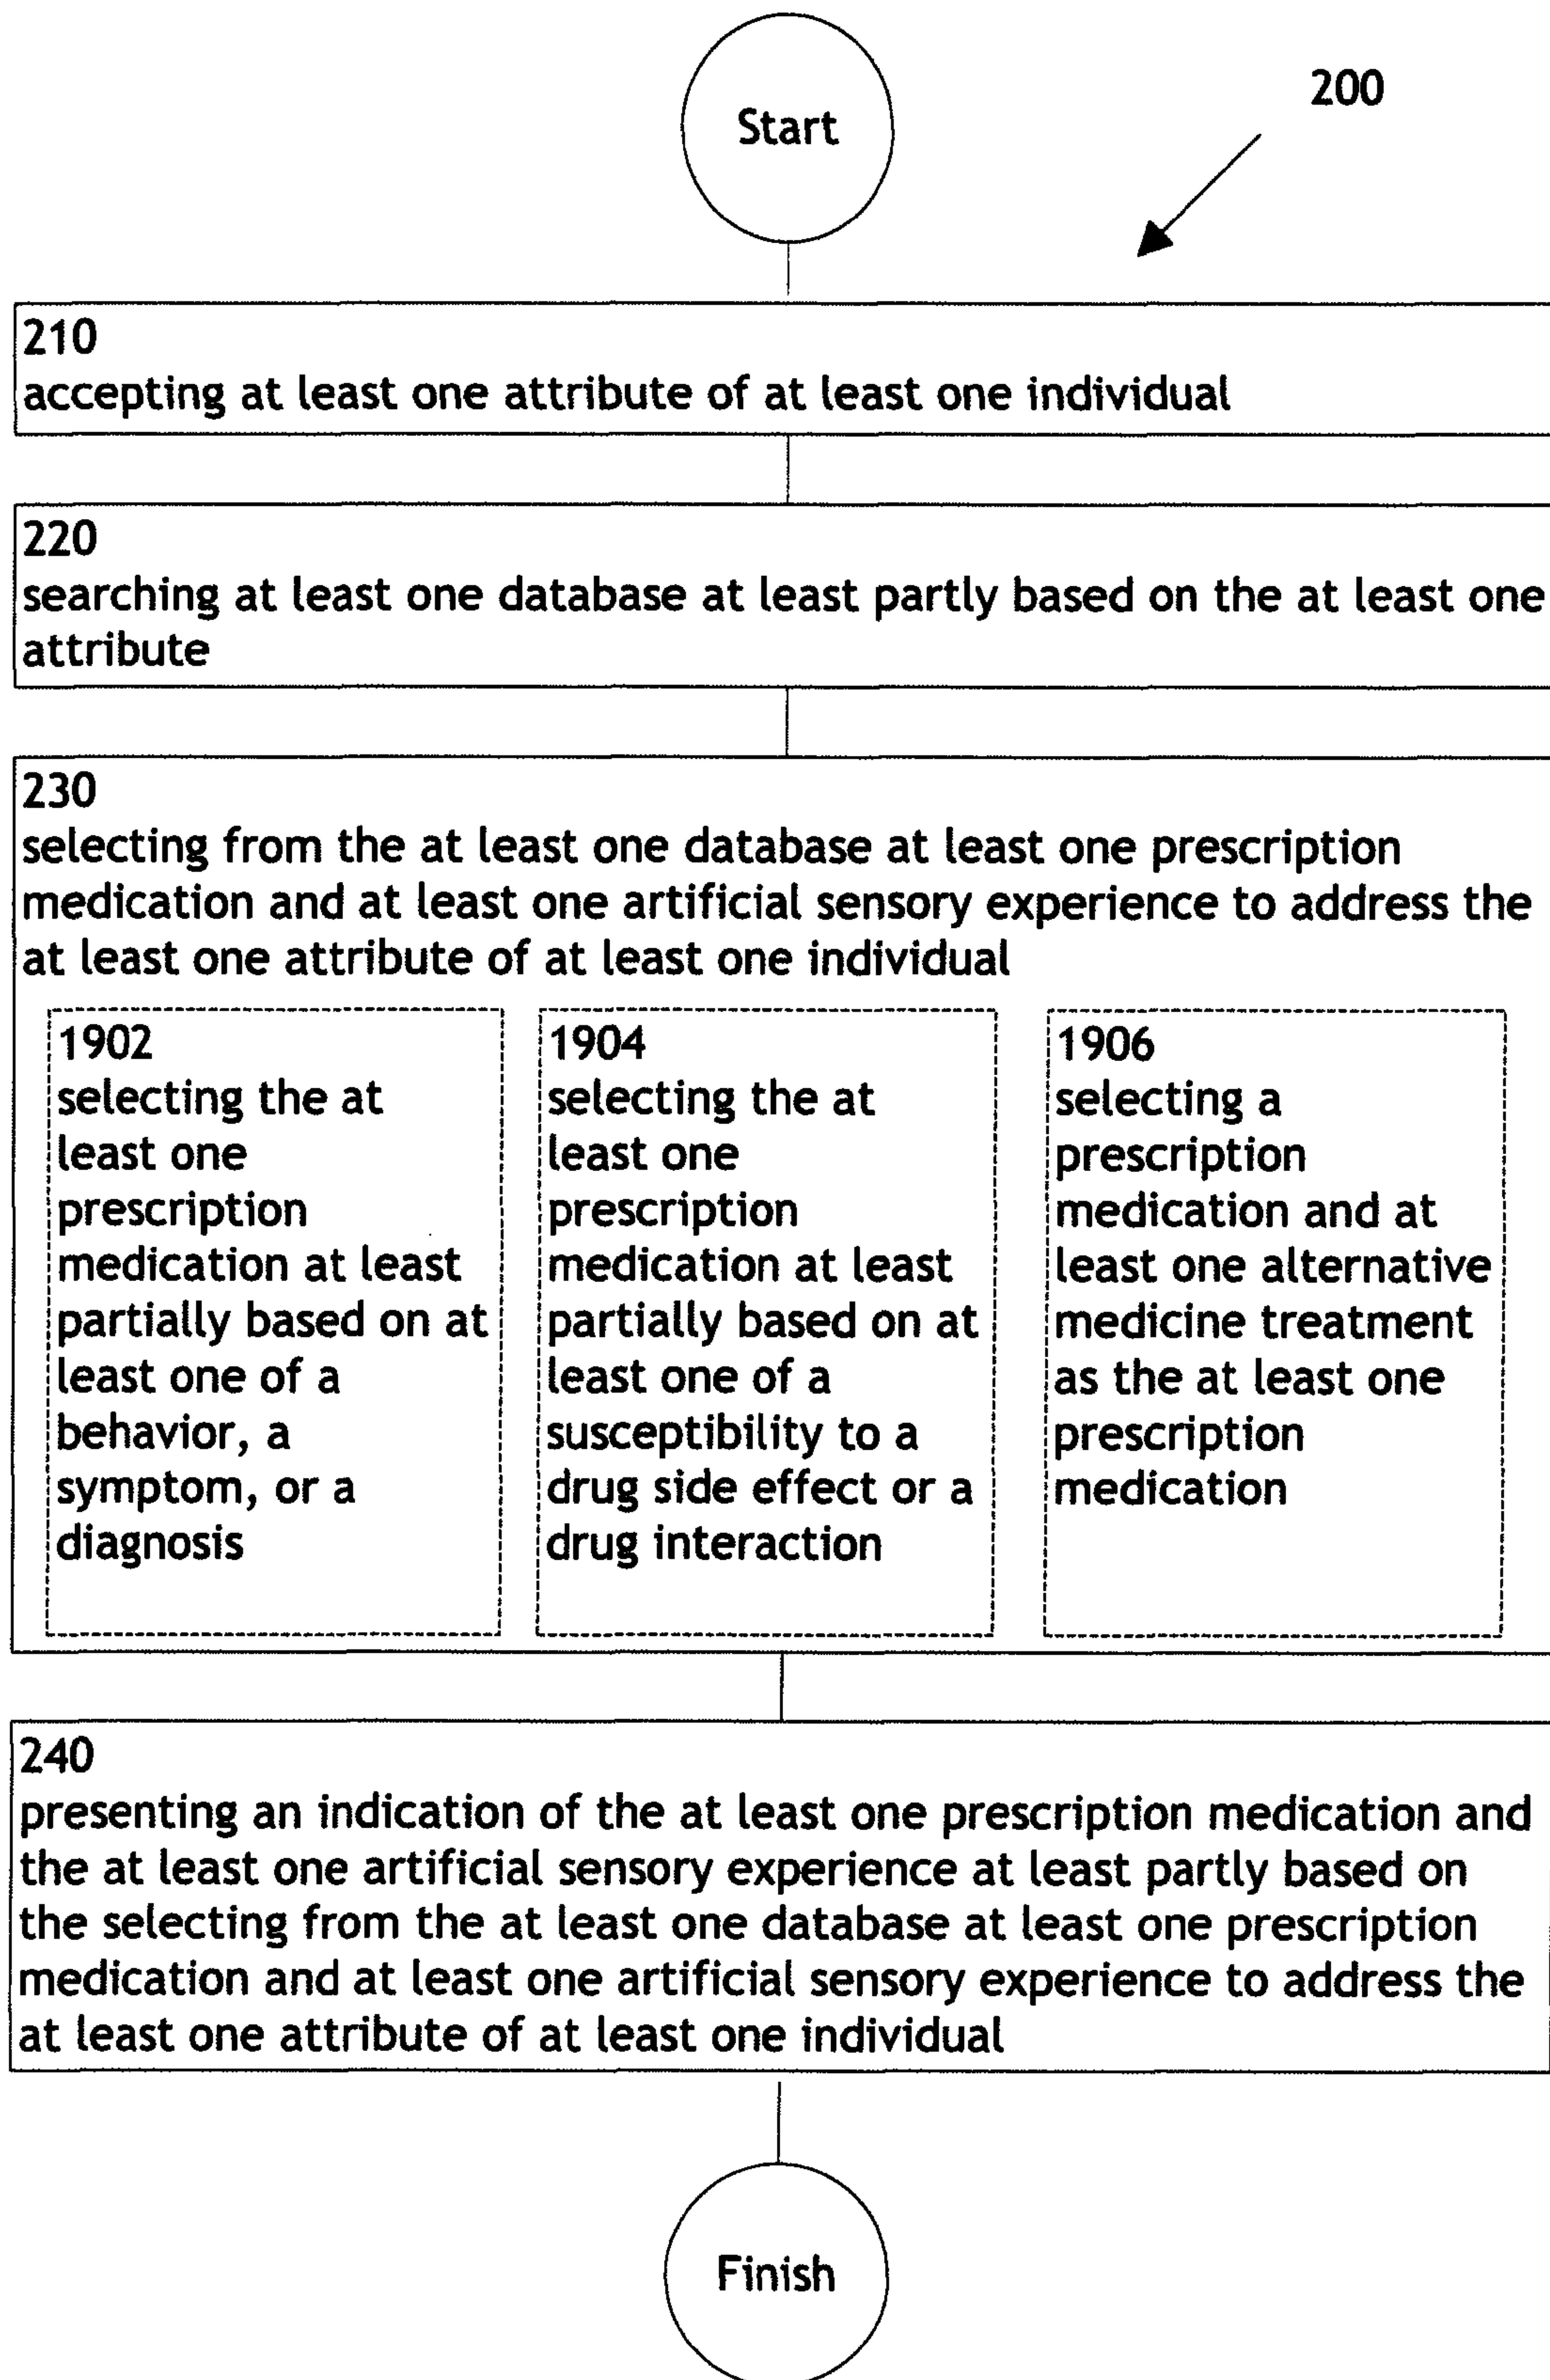 Start
200
210
accepting at least one attribute of at least one individual
220
searching at least one database at least partly based on the at least one
attribute
230
selecting from the at least one database at least one prescription
medication and at least one artificial sensory experience to address the
at least one attribute of at least one individual
1902
selecting the at
least one
prescription
medication at least
partially based on at
least one of a
behavior, a
symptom, or a
diagnosis
1904
selecting the at
least one
prescription
medication at least
partially based on at
least one of a
susceptibility to a
drug side effect or a
drug interaction
1906
selecting a
prescription
medication and at
least one alternative
medicine treatment
as the at least one
prescription
medication
240
presenting an indication of the at least one prescription medication and
the at least one artificial sensory experience at least partly based on
the selecting from the at least one database at least one prescription
medication and at least one artificial sensory experience to address the
at least one attribute of at least one individual
Finish